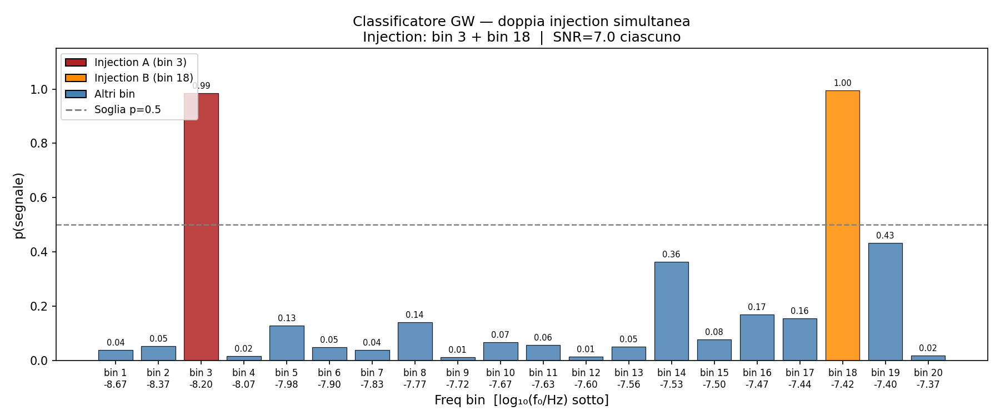 Classificatore GW — doppia injection simultanea
Injection: bin 3 + bin 18  |  SNR=7.0 ciascuno
Injection A (bin 3)
Injection B (bin 18)
Altri bin
Soglia p=0.5
p(segnale)
1.0
0.8
0.6
0.4
0.2
0.0
0.04
0.05
0.99
0.02
0.13
0.05
0.04
0.14
0.01
0.07
0.06
0.01
0.05
0.36
0.08
0.17
0.16
1.00
0.43
0.02
bin 1 bin 2 bin 3 bin 4 bin 5 bin 6 bin 7 bin 8 bin 9 bin 10 bin 11 bin 12 bin 13 bin 14 bin 15 bin 16 bin 17 bin 18 bin 19 bin 20
-8.67 -8.37 -8.20 -8.07 -7.98 -7.90 -7.83 -7.77 -7.72 -7.67 -7.63 -7.60 -7.56 -7.53 -7.50 -7.47 -7.44 -7.42 -7.40 -7.37
Freq bin  [log₁₀(f₀/Hz) sotto]